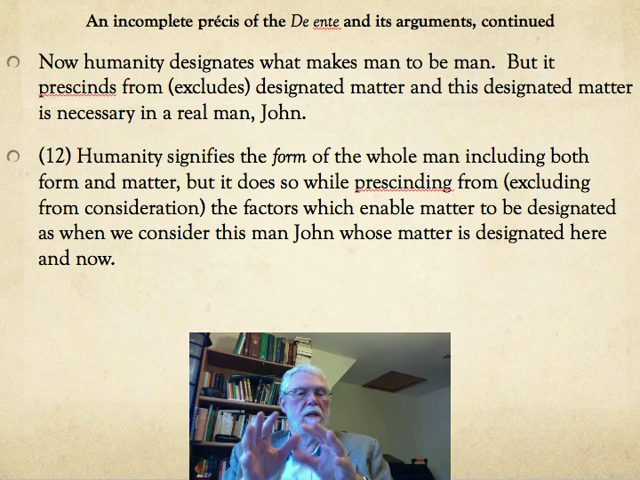 An incomplete précis of the De ente and its arguments, continued
Now humanity designates what makes man to be man. But it
prescinds from (excludes) designated matter and this designated matter
is necessary in a real man, John.
(12) Humanity signifies the form of the whole man including both
form and matter, but it does so while prescinding from (excluding
from consideration) the factors which enable matter to be designated
as when we consider this man John whose matter is designated here
and now.